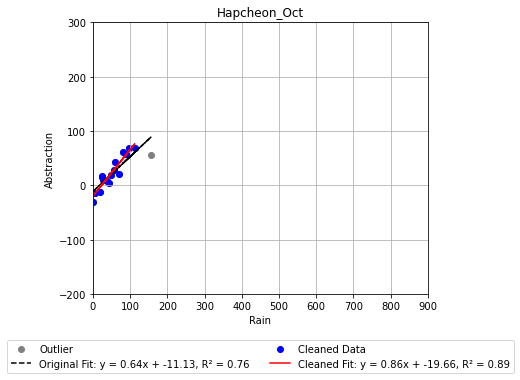 Hapcheon_Oct
300
200
100
0
−100
−200
Abstraction
0 100 200 300 400 500 600 700 800 900
Rain
Outlier
Original Fit: y = 0.64x + -11.13, R² = 0.76
Cleaned Data
Cleaned Fit: y = 0.86x + -19.66, R² = 0.89